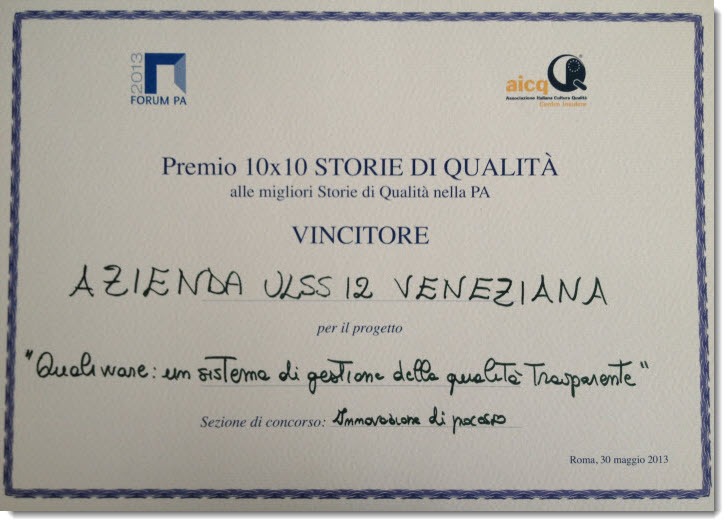 2013
FORUM PA
aicq
Associazione Italiana Cultura Qualità
Centro Insulare
Premio 10x10 STORIE DI QUALITÀ
alle migliori Storie di Qualità nella PA
VINCITORE
AZIENDA ULSS 12 VENEZIANA
per il progetto
"Qualiware: un sistema di gestione della qualità Trasparente"
Sezione di concorso: Innovazione di processo
Roma, 30 maggio 2013